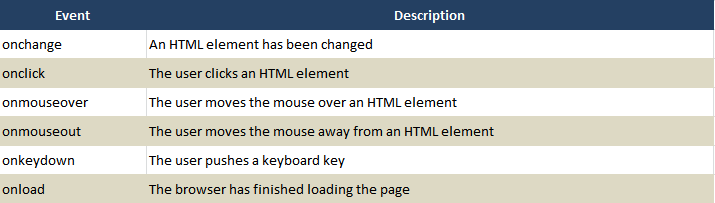 Event Description
onchange An HTML element has been changed
onclick The user clicks an HTML element
onmouseover The user moves the mouse over an HTML element
onmouseout The user moves the mouse away from an HTML element
onkeydown The user pushes a keyboard key
onload The browser has finished loading the page